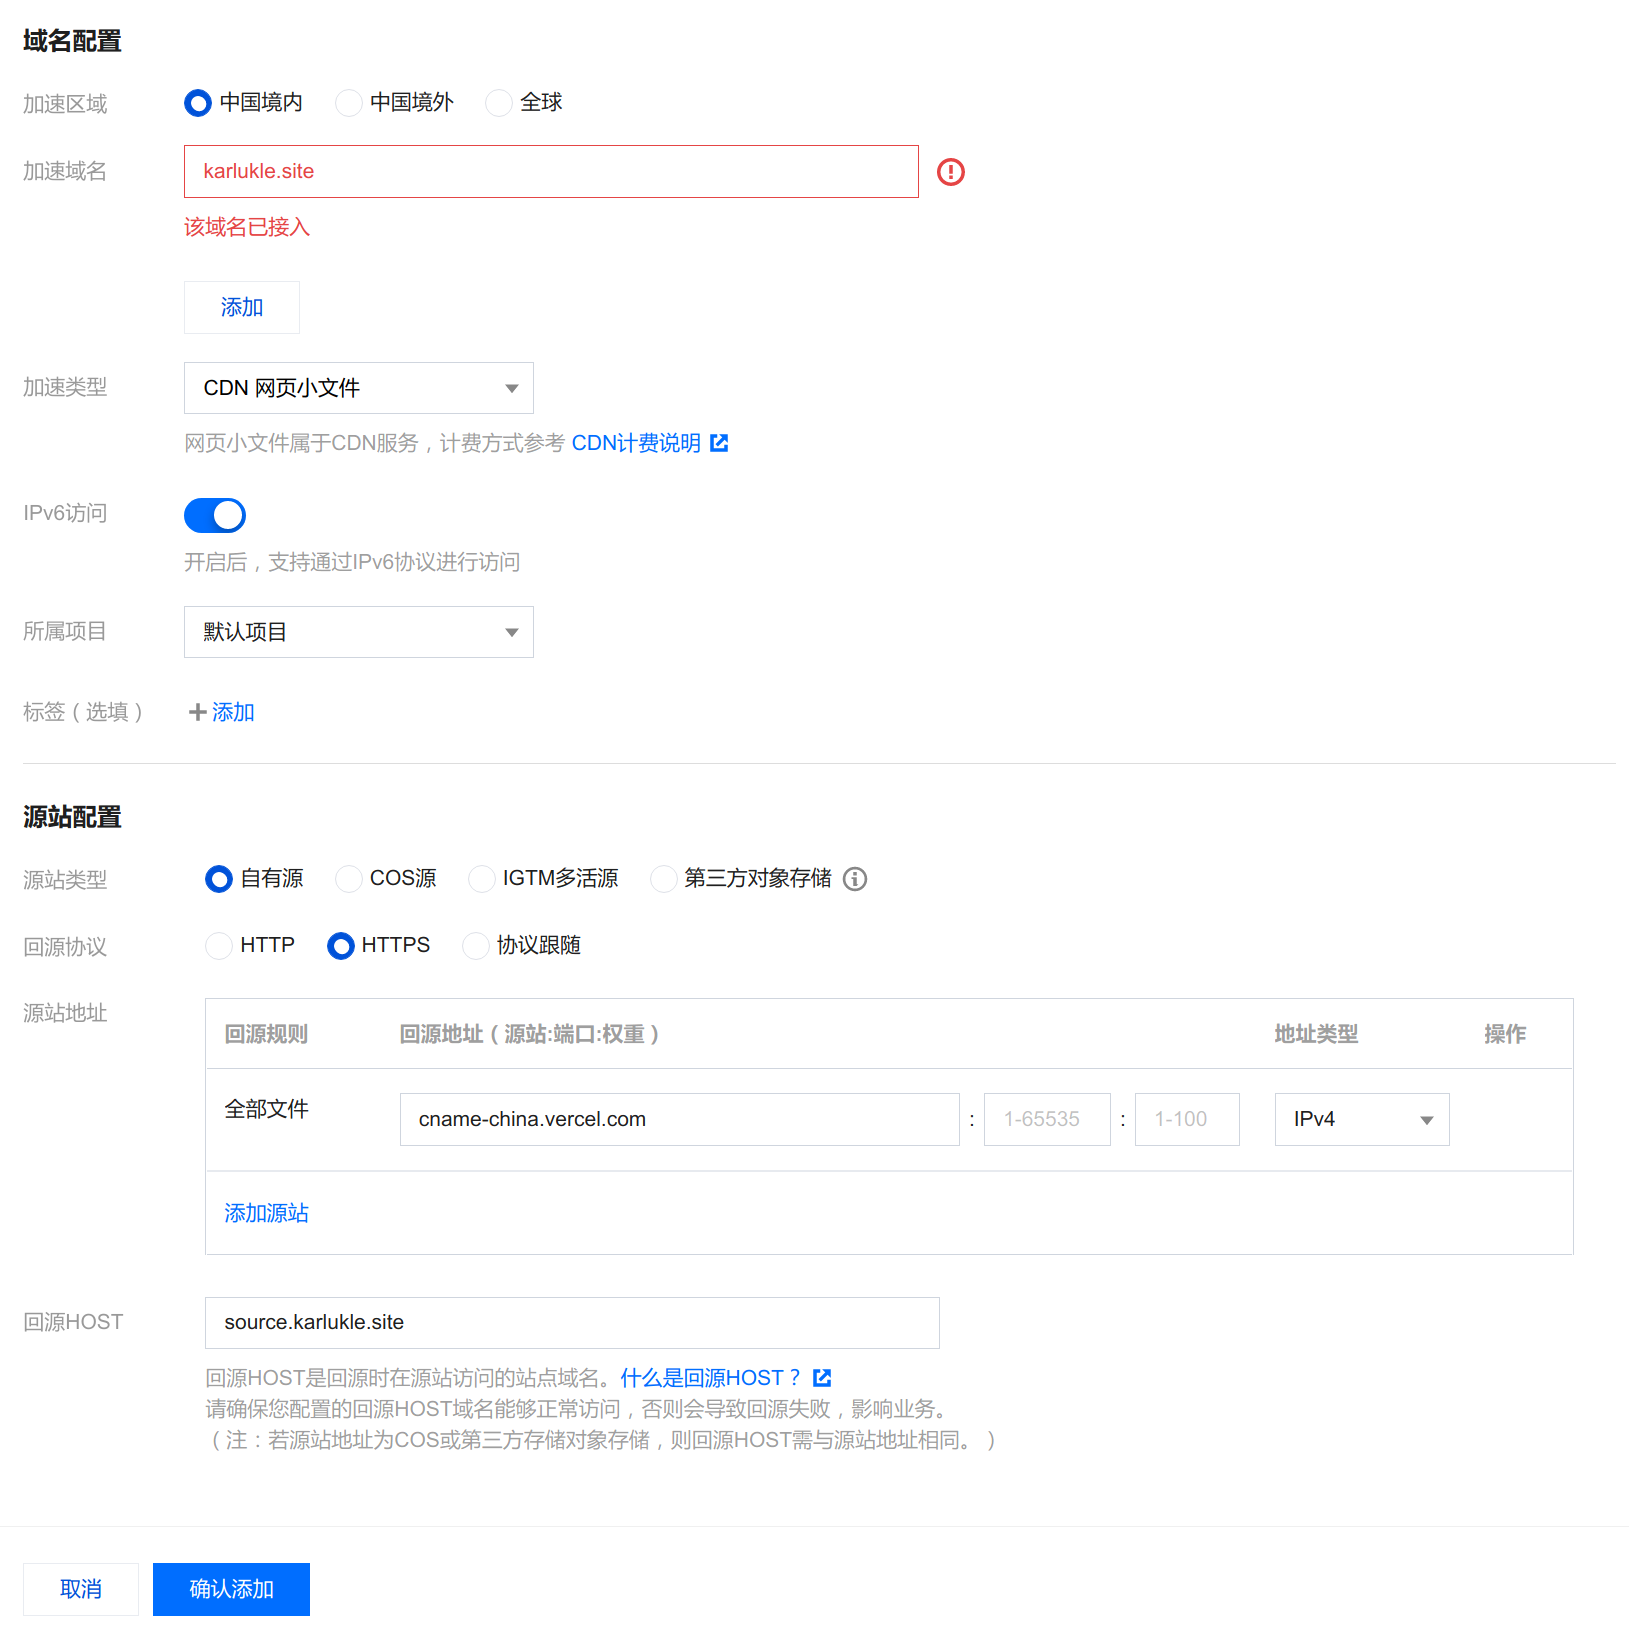 域名配置
加速区域 中国境内 中国境外 全球
加速域名 karlukle.site
该域名已接入
添加
加速类型 CDN 网页小文件
网页小文件属于CDN服务，计费方式参考 CDN计费说明
IPv6访问
开启后，支持通过IPv6协议进行访问
所属项目 默认项目
标签（选填） 添加
源站配置
源站类型 自有源 COS源 IGTM多活源 第三方对象存储
回源协议 HTTP HTTPS 协议跟随
源站地址
回源规则 回源地址（源站:端口:权重） 地址类型 操作
全部文件 cname-china.vercel.com : 1-65535 : 1-100 IPv4
添加源站
回源HOST source.karlukle.site
回源HOST是回源时在源站访问的站点域名。什么是回源HOST？
请确保您配置的回源HOST域名能够正常访问，否则会导致回源失败，影响业务。
（注：若源站地址为COS或第三方存储对象存储，则回源HOST需与源站地址相同。）
取消 确认添加